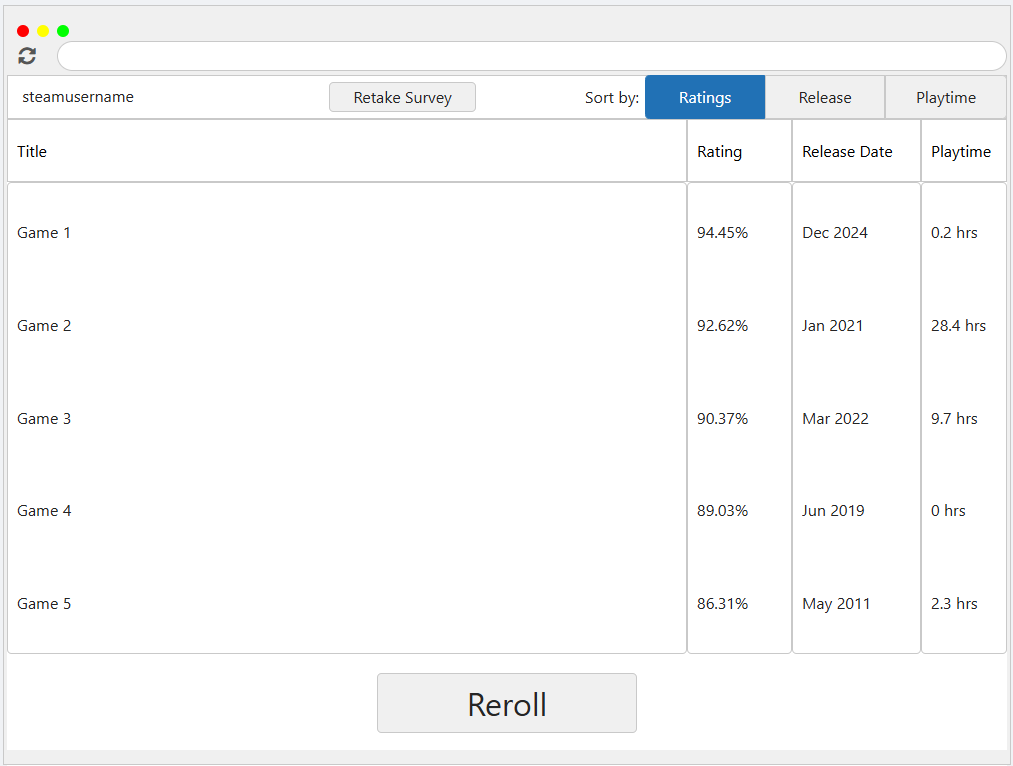 steamusername Retake Survey Sort by: Ratings Release Playtime
Title Rating Release Date Playtime
Game 1 94.45% Dec 2024 0.2 hrs
Game 2 92.62% Jan 2021 28.4 hrs
Game 3 90.37% Mar 2022 9.7 hrs
Game 4 89.03% Jun 2019 0 hrs
Game 5 86.31% May 2011 2.3 hrs
Reroll